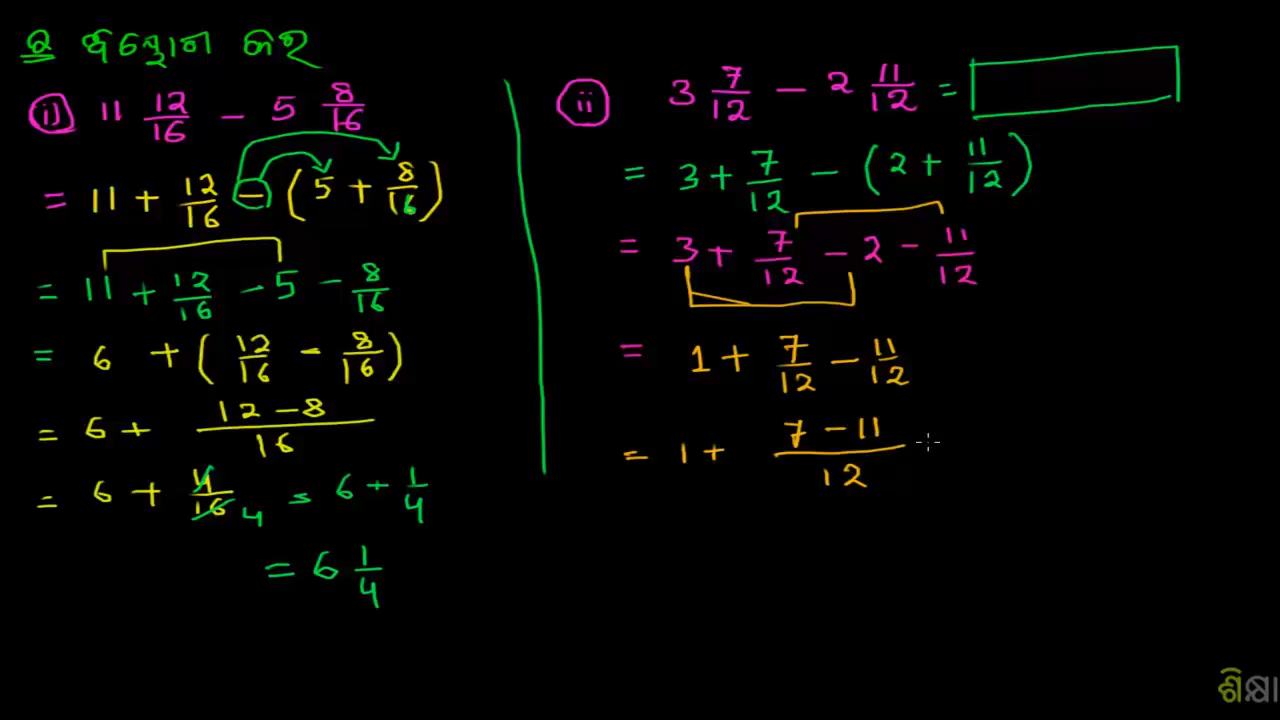 ର ବିୟୋଗ କର
i) 11 12/16 - 5 8/16
= 11 + 12/16 - (5 + 8/16)
= 11 + 12/16 - 5 - 8/16
= 6 + (12/16 - 8/16)
= 6 + (12 - 8)/16
= 6 + 4/16 4 = 6 + 1/4
= 6 1/4
ii 3 7/12 - 2 11/12 =
= 3 + 7/12 - (2 + 11/12)
= 3 + 7/12 - 2 - 11/12
= 1 + 7/12 - 11/12
= 1 + (7 - 11)/12
ଶିକ୍ଷା